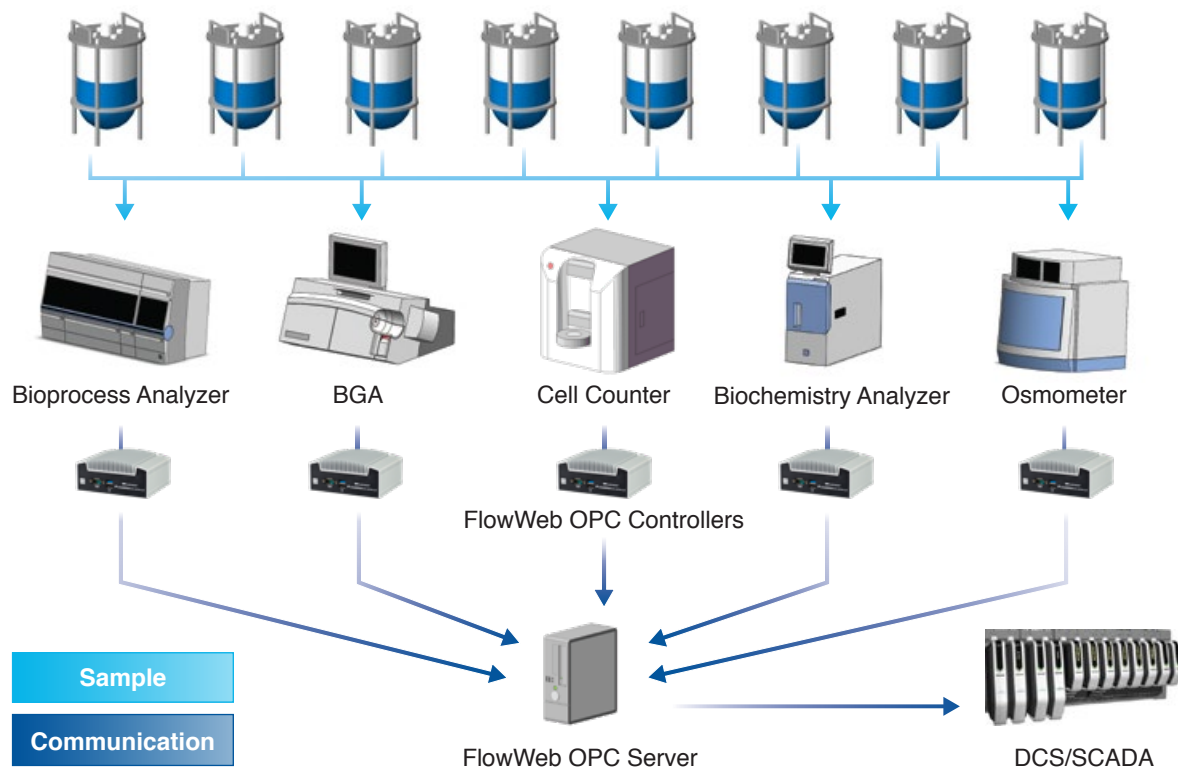 Bioprocess Analyzer
BGA
Cell Counter
Biochemistry Analyzer
Osmometer
FlowWeb OPC Controllers
Sample
Communication
FlowWeb OPC Server
DCS/SCADA